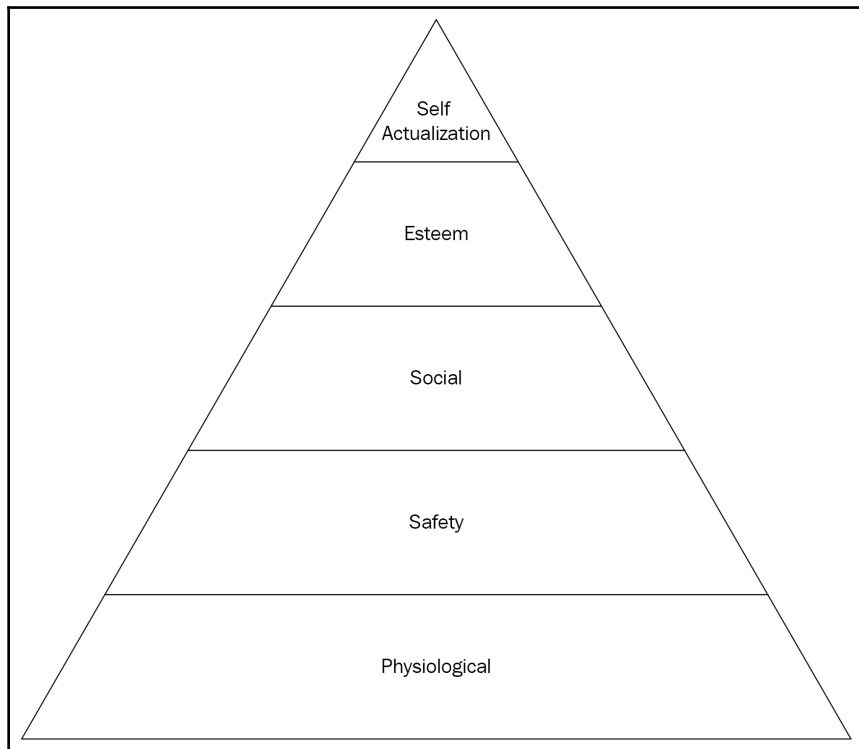 Self
Actualization
Esteem
Social
Safety
Physiological